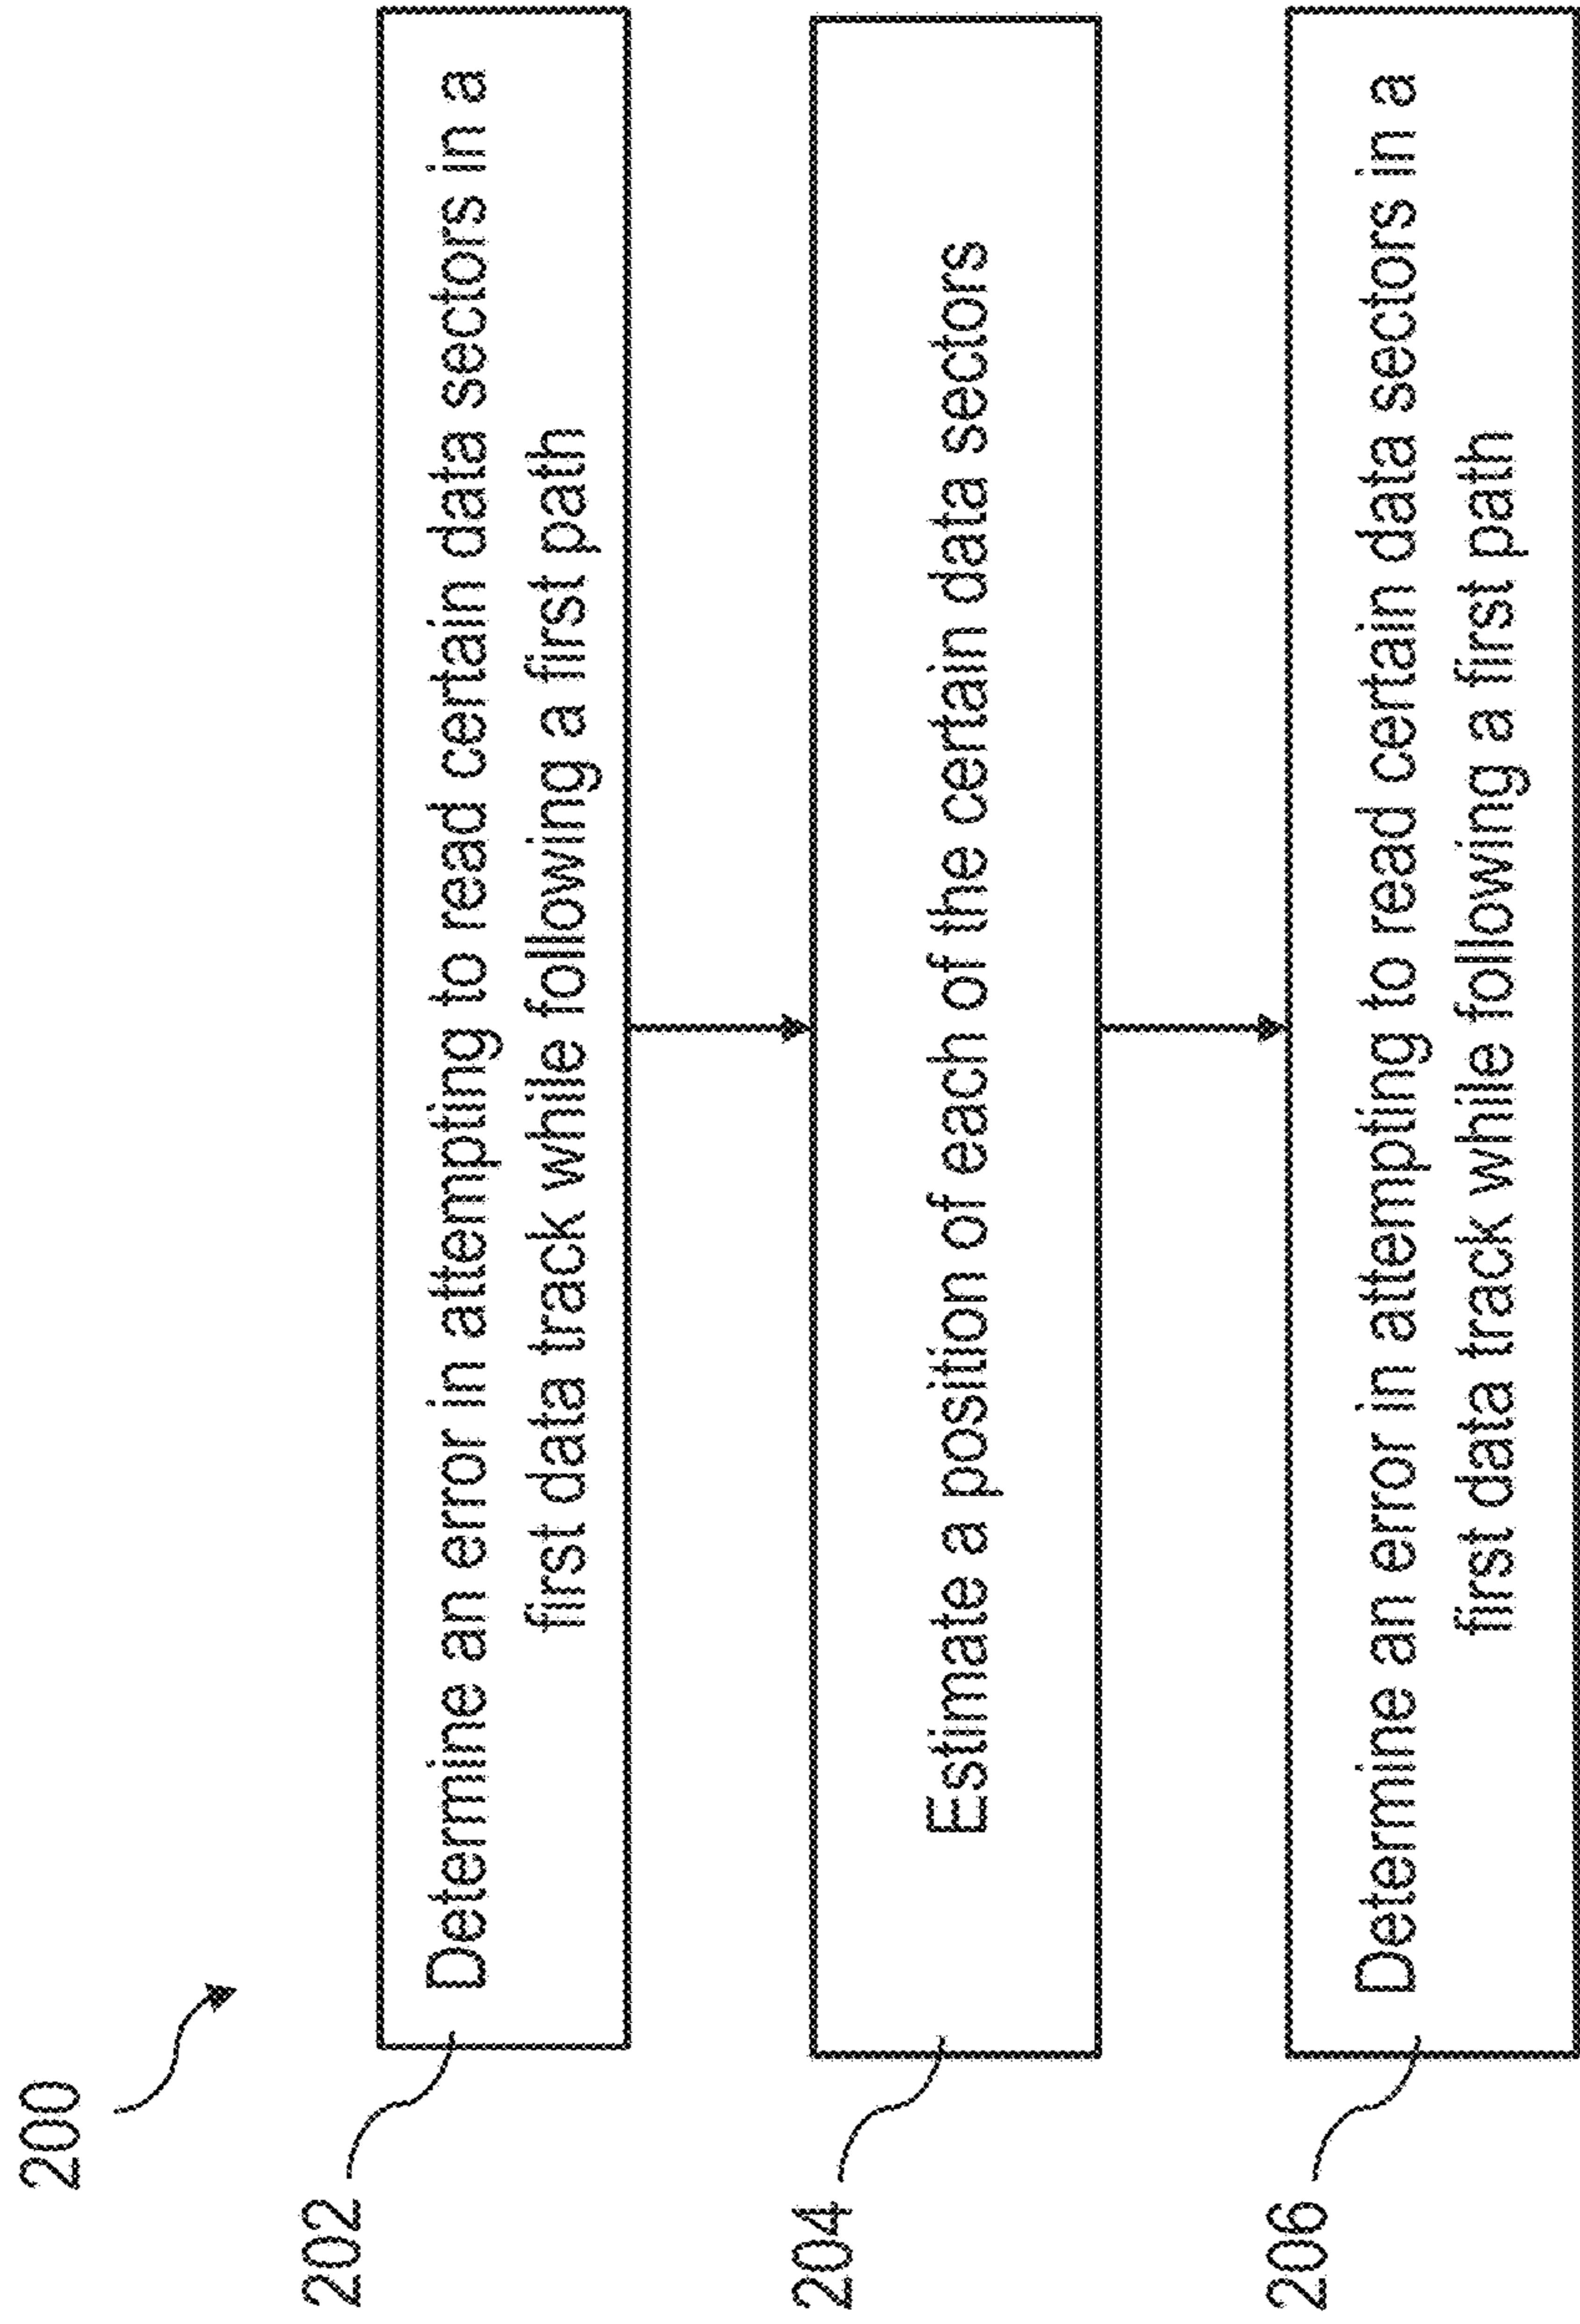 200
202
Determine an error in attempting to read certain data sectors in a
first data track while following a first path
204
Estimate a position of each of the certain data sectors
206
Determine an error in attempting to read certain data sectors in a
first data track while following a first path